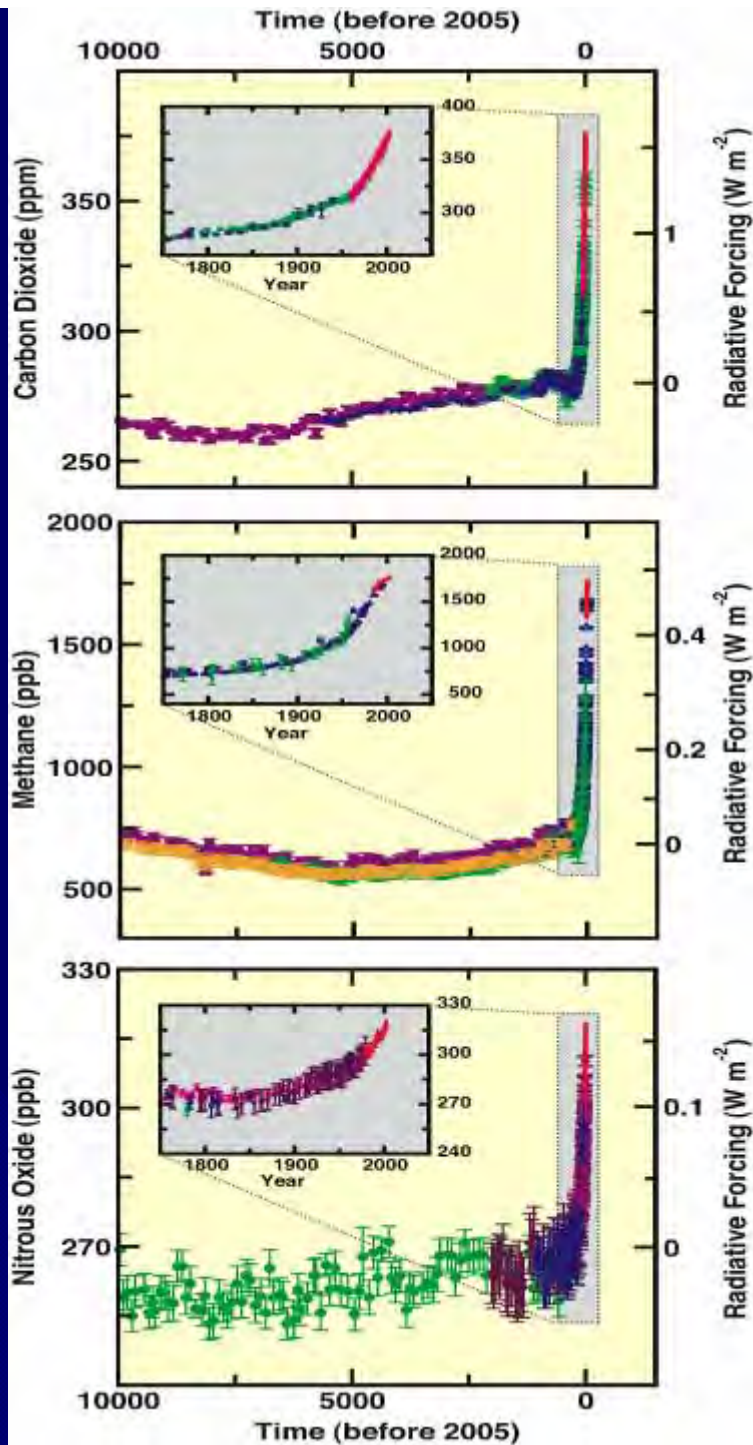 Time (before 2005)
10000 5000 0
Carbon Dioxide (ppm)
350
300
250
400
350
300
1800 1900 2000
Year
1
0
Radiative Forcing (W m-2)
Methane (ppb)
2000
1500
1000
500
2000
1500
1000
500
1800 1900 2000
Year
0.4
0.2
0
Radiative Forcing (W m-2)
Nitrous Oxide (ppb)
330
300
270
330
300
270
240
1800 1900 2000
Year
0.1
0
Radiative Forcing (W m-2)
10000 5000 0
Time (before 2005)